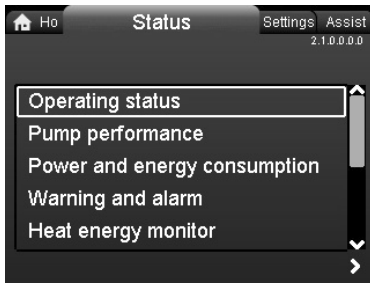 Ho Status Settings Assist
2.1.0.0.0.0
Operating status
Pump performance
Power and energy consumption
Warning and alarm
Heat energy monitor